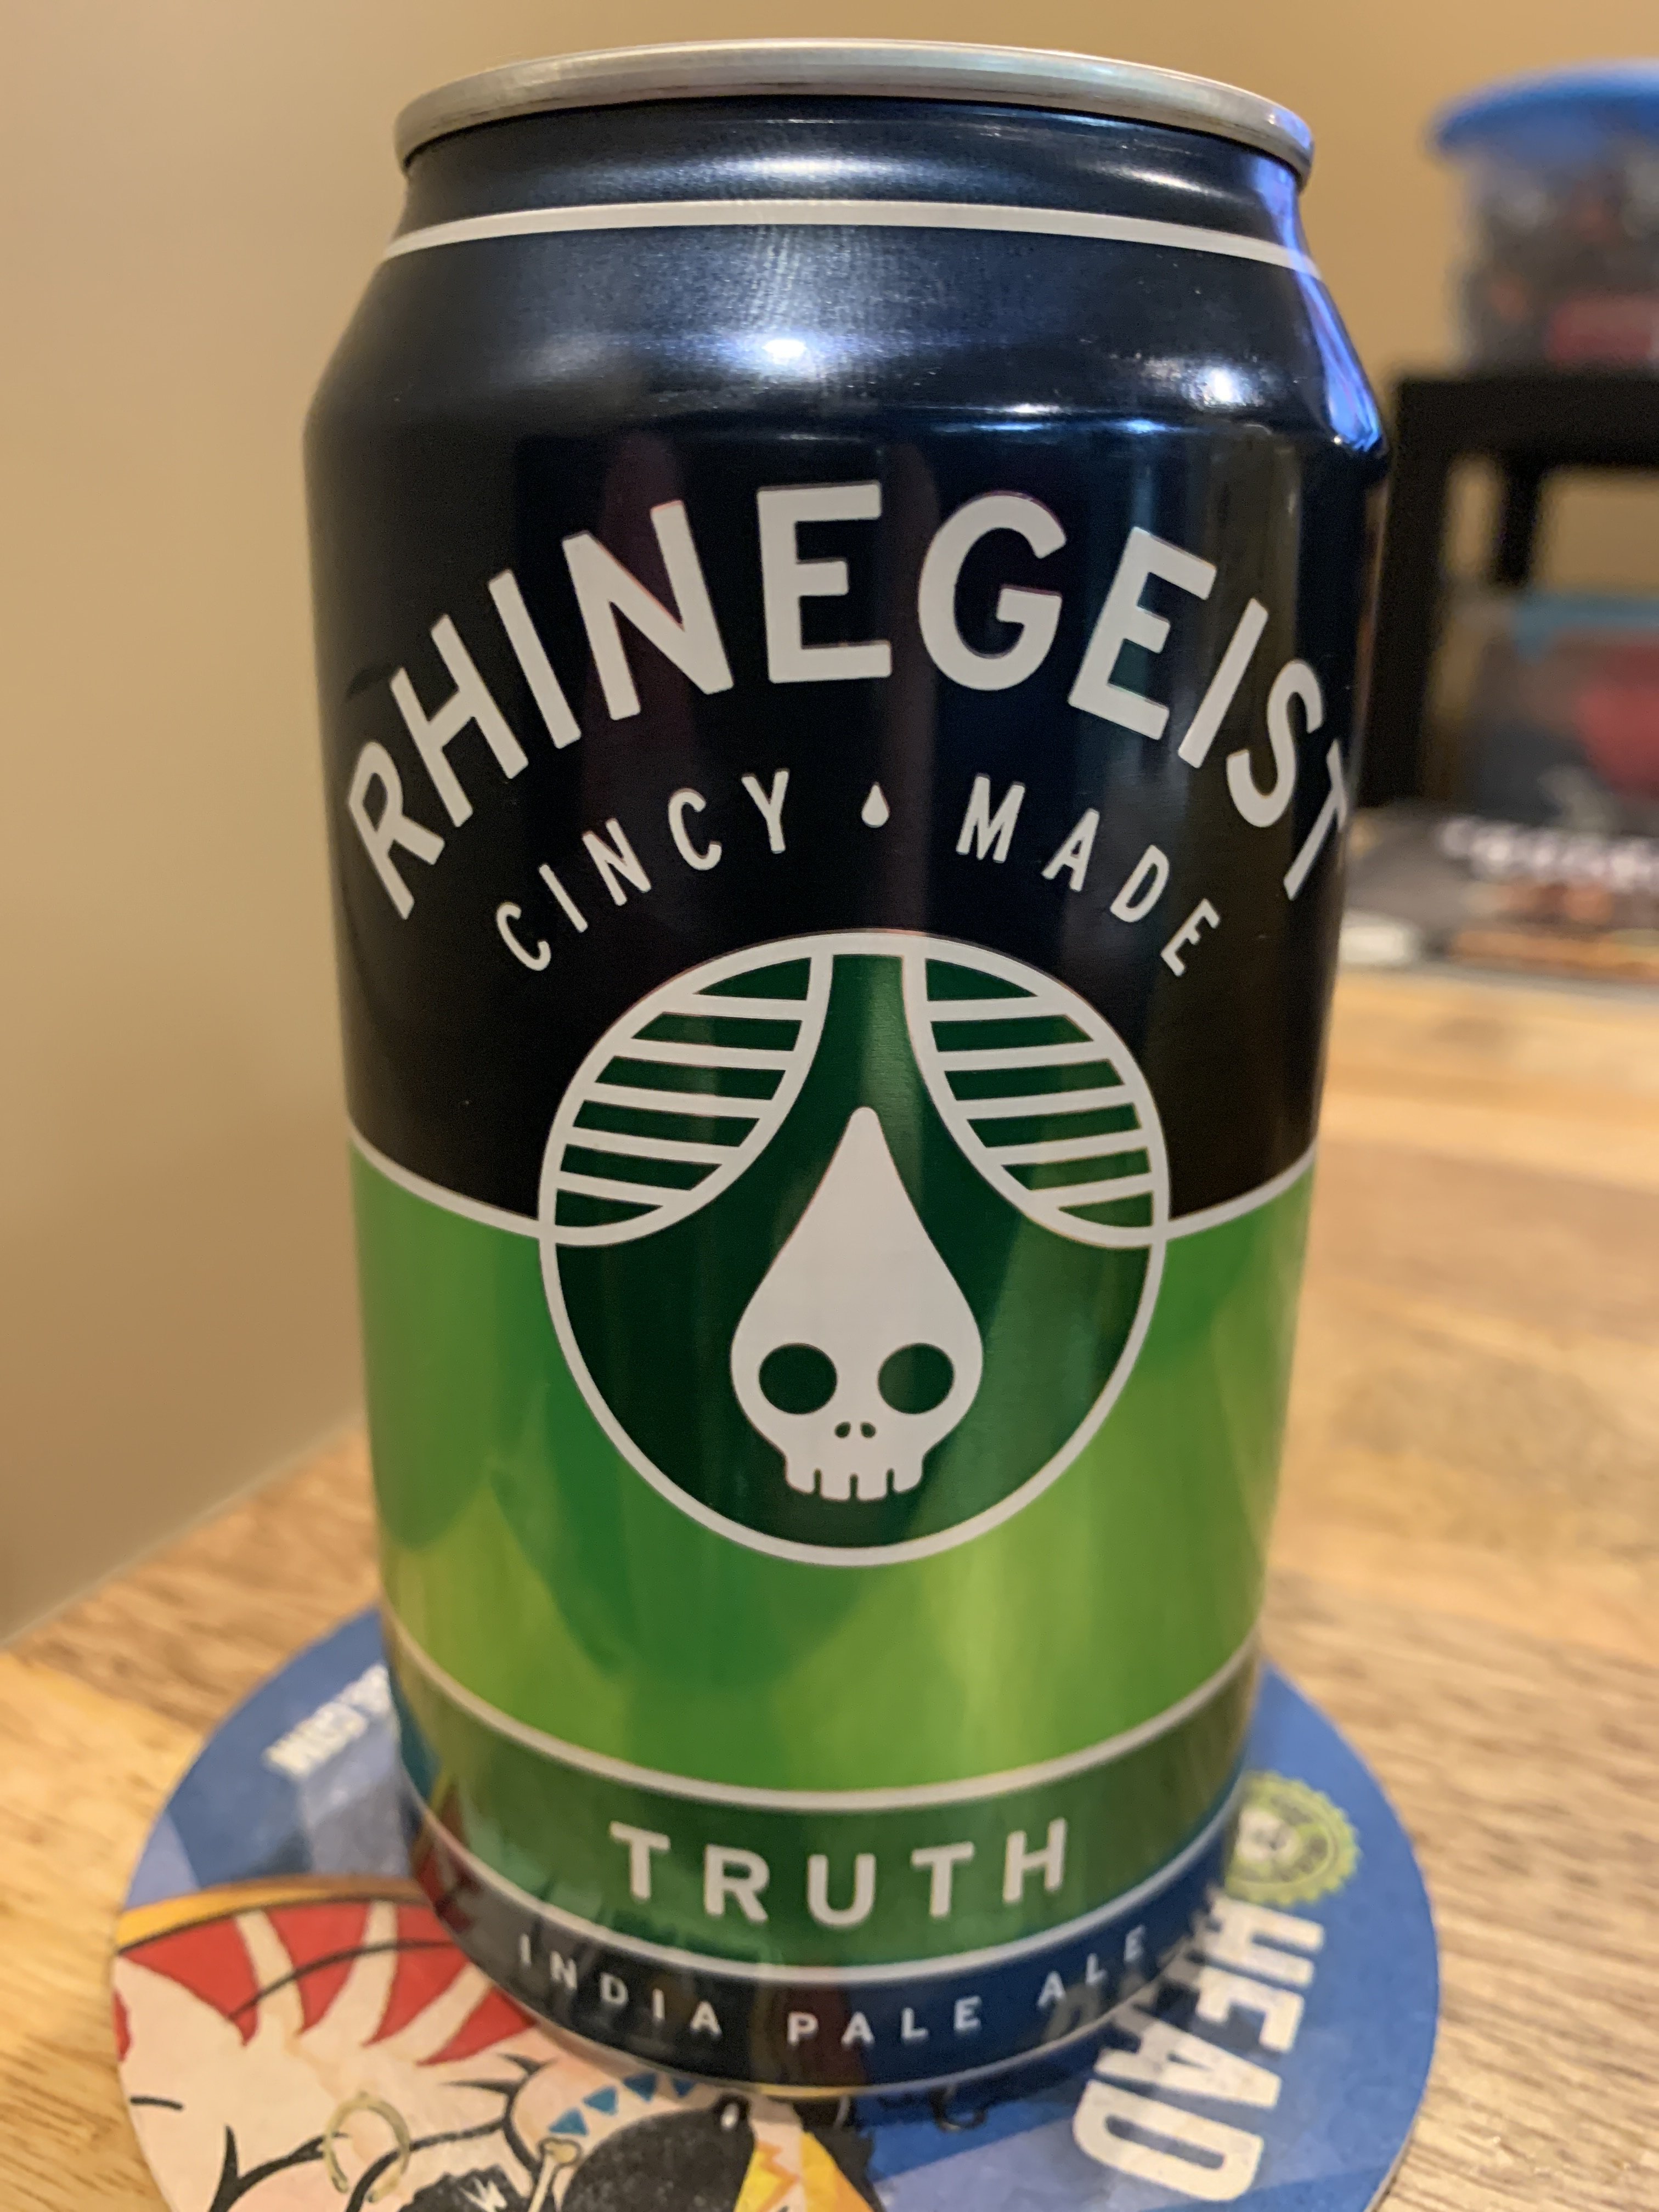 RHINEGEIST
CINCY MADE
TRUTH
INDIA PALE ALE
HEAD